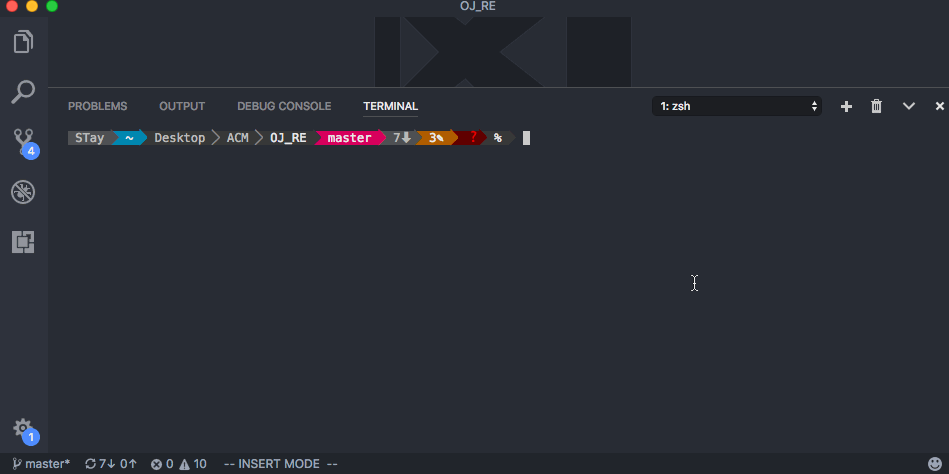 OJ_RE
PROBLEMS OUTPUT DEBUG CONSOLE TERMINAL 1: zsh
STay ~ Desktop ACM OJ_RE master 7⬇ 3✎ ? %
4
1
master* 7↓ 0↑ 0 10 -- INSERT MODE --